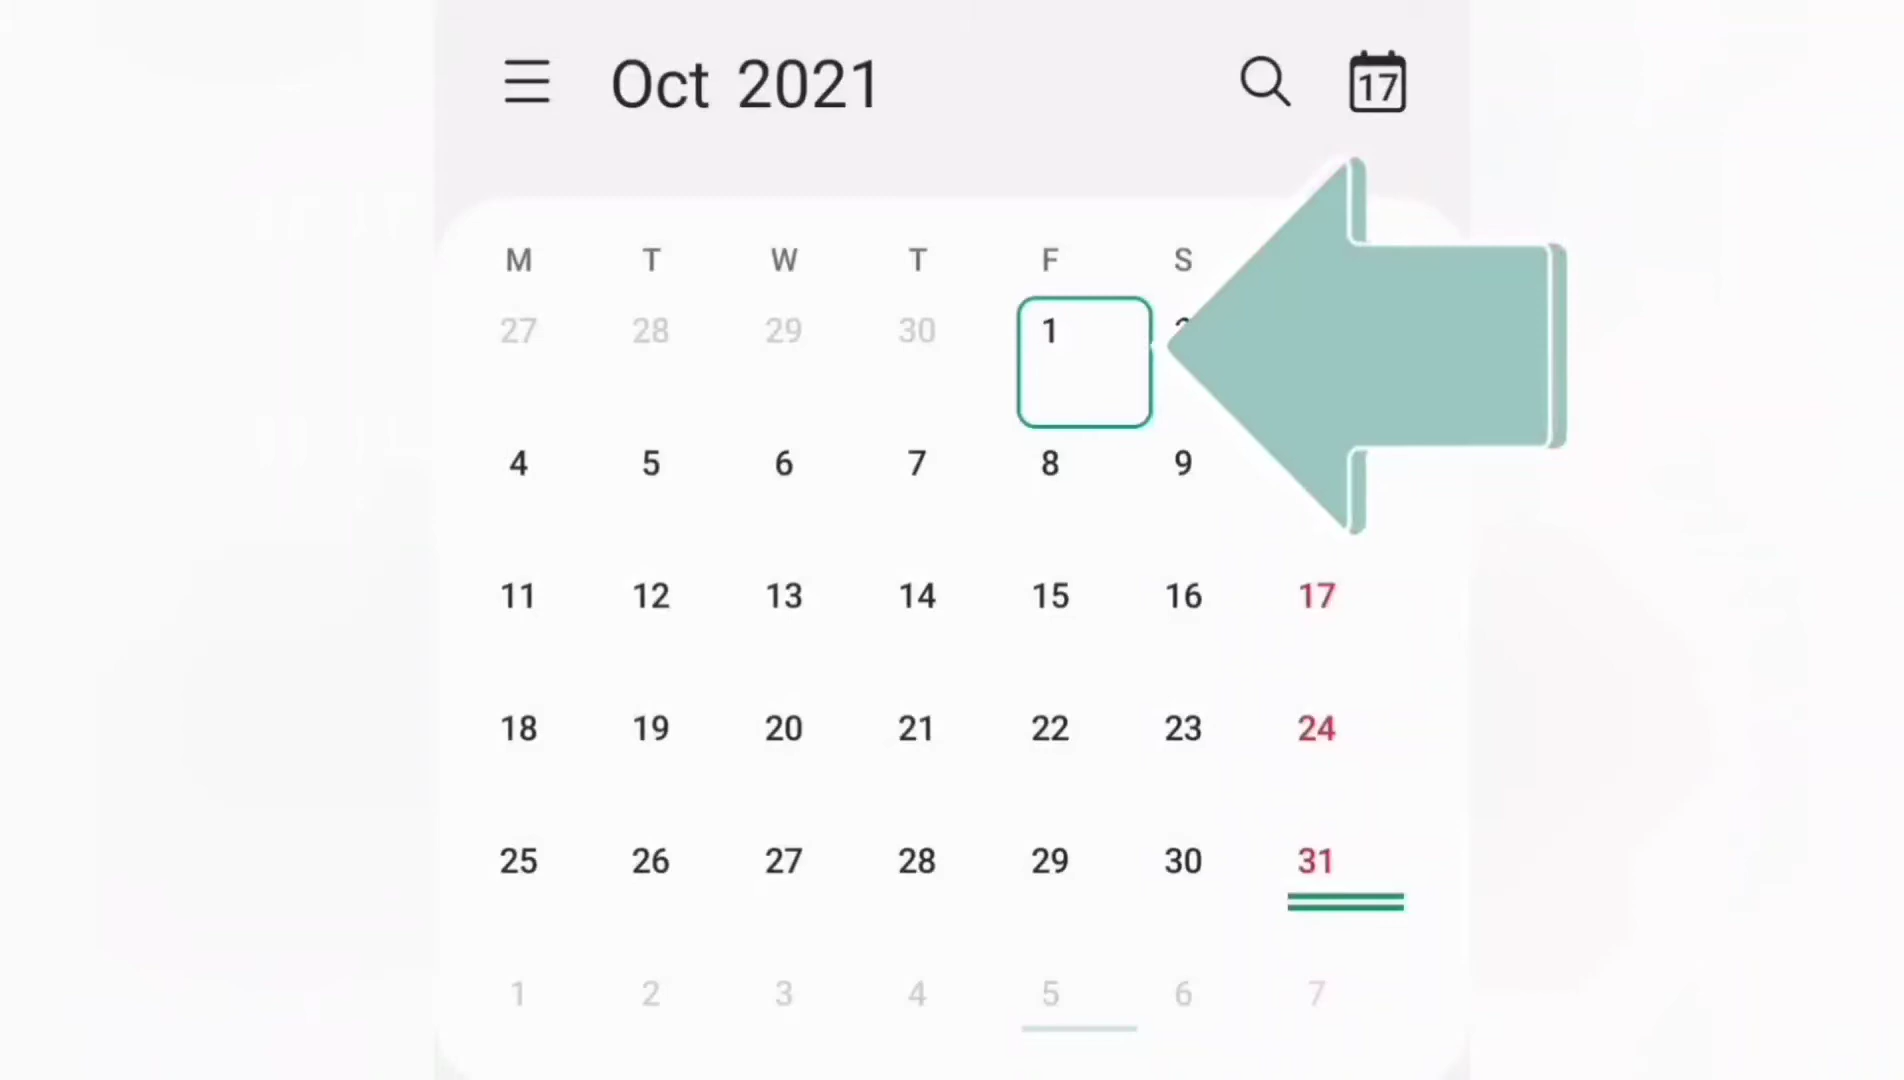 Oct 2021 17
M T W T F S
27 28 29 30 1
4 5 6 7 8 9
11 12 13 14 15 16 17
18 19 20 21 22 23 24
25 26 27 28 29 30 31
1 2 3 4 5 6 7